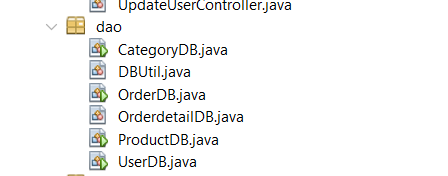 UpdateUserController.java
dao
CategoryDB.java
DBUtil.java
OrderDB.java
OrderdetailDB.java
ProductDB.java
UserDB.java